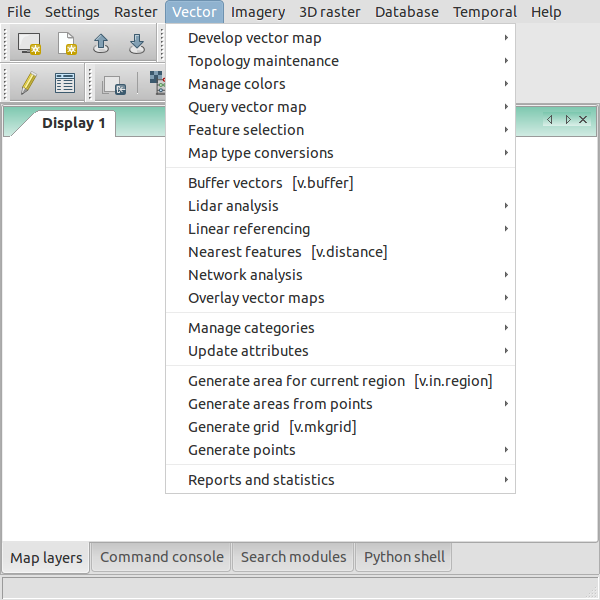 File Settings Raster Vector Imagery 3D raster Database Temporal Help
Develop vector map
Topology maintenance
Manage colors
Query vector map
Display 1
Feature selection
Map type conversions
Buffer vectors [v.buffer]
Lidar analysis
Linear referencing
Nearest features [v.distance]
Network analysis
Overlay vector maps
Manage categories
Update attributes
Generate area for current region [v.in.region]
Generate areas from points
Generate grid [v.mkgrid]
Generate points
Reports and statistics
Map layers Command console Search modules Python shell